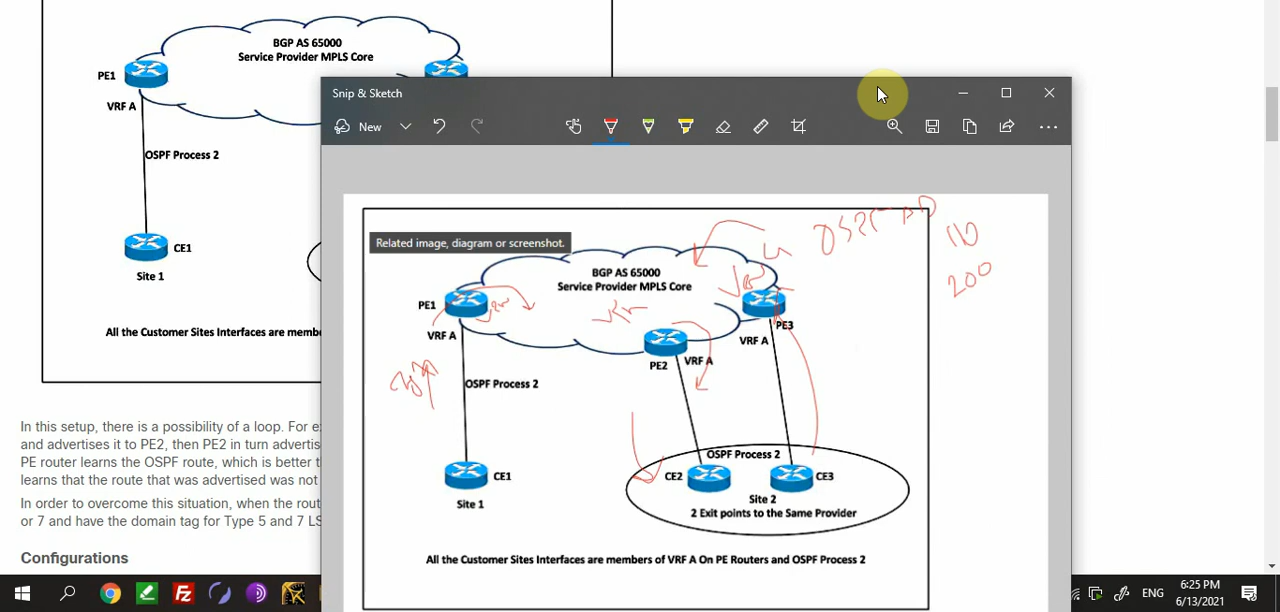 BGP AS 65000
Service Provider MPLS Core
PE1
VRF A
OSPF Process 2
CE1
Site 1
All the Customer Sites Interfaces are memb
In this setup, there is a possibility of a loop. For e
and advertises it to PE2, then PE2 in turn advertis
PE router learns the OSPF route, which is better t
learns that the route that was advertised was not
In order to overcome this situation, when the rout
or 7 and have the domain tag for Type 5 and 7 LS
Configurations
Snip & Sketch
New
Related image, diagram or screenshot.
OSPF AD
110
200
BGP AS 65000
Service Provider MPLS Core
PE1
VRF A
PE2
VRF A
PE3
VRF A
OSPF Process 2
OSPF Process 2
CE1
Site 1
CE2
CE3
Site 2
2 Exit points to the Same Provider
All the Customer Sites Interfaces are members of VRF A On PE Routers and OSPF Process 2
ENG
6:25 PM
6/13/2021